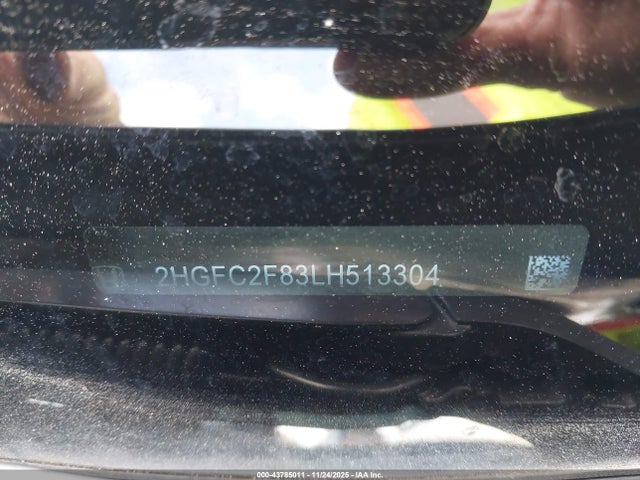 2HGFC2F83LH513304
000-43785011 - 11/24/2025 - IAA Inc.